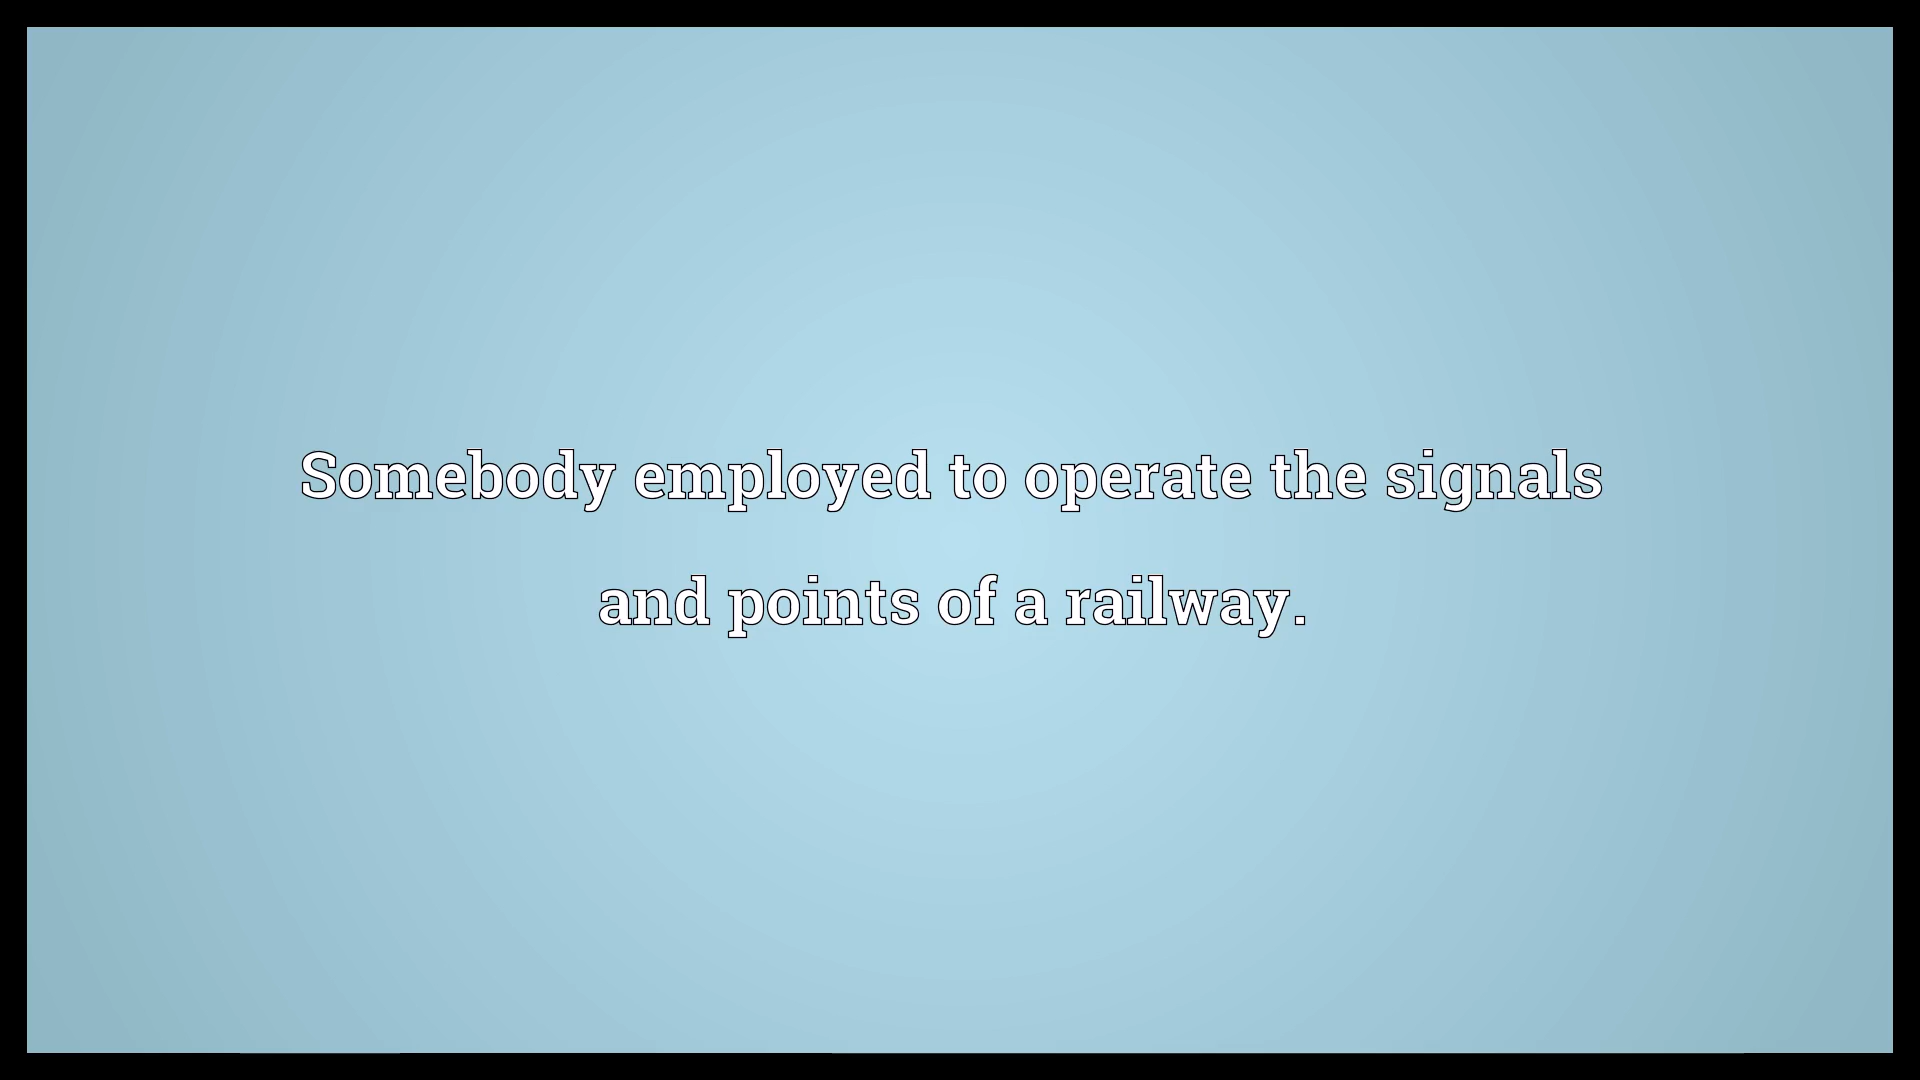 Somebody employed to operate the signals
and points of a railway.